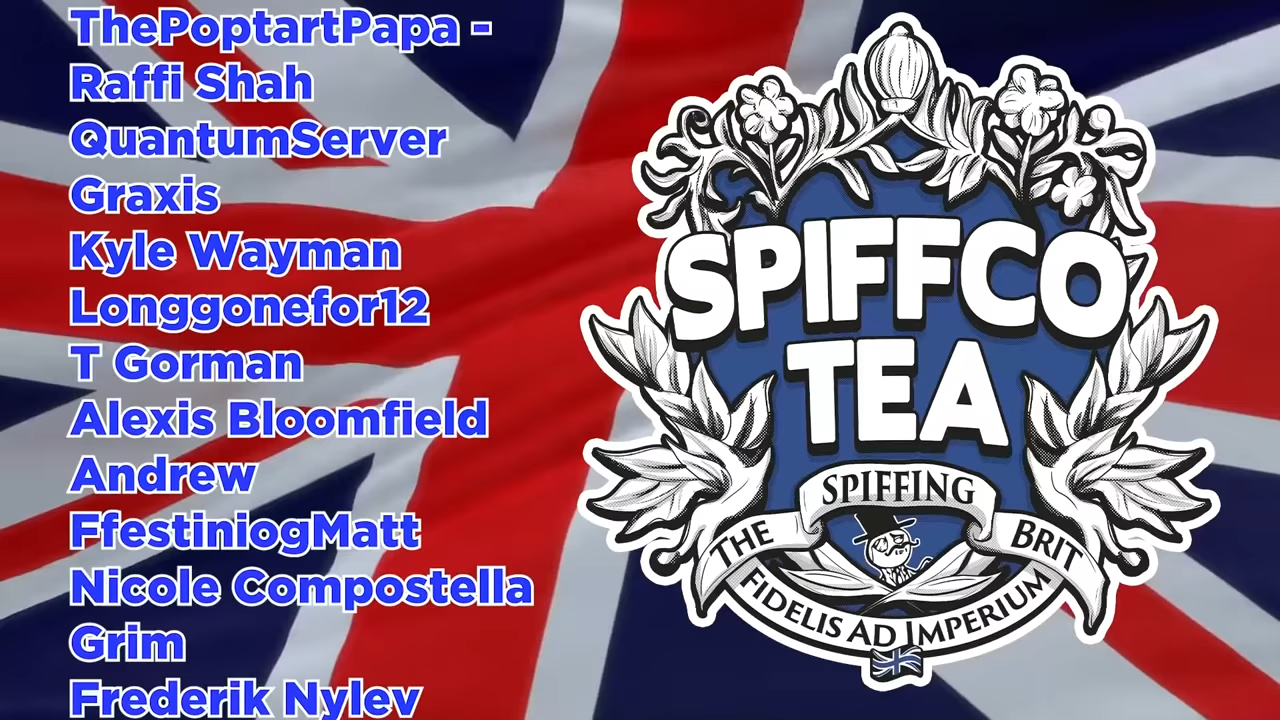 ThePoptartPapa -
Raffi Shah
QuantumServer
Graxis
Kyle Wayman
Longgonefor12
T Gorman
Alexis Bloomfield
Andrew
FfestiniogMatt
Nicole Compostella
Grim
Frederik Nylev
SPIFFCO
TEA
THE SPIFFING BRIT
FIDELIS AD IMPERIUM